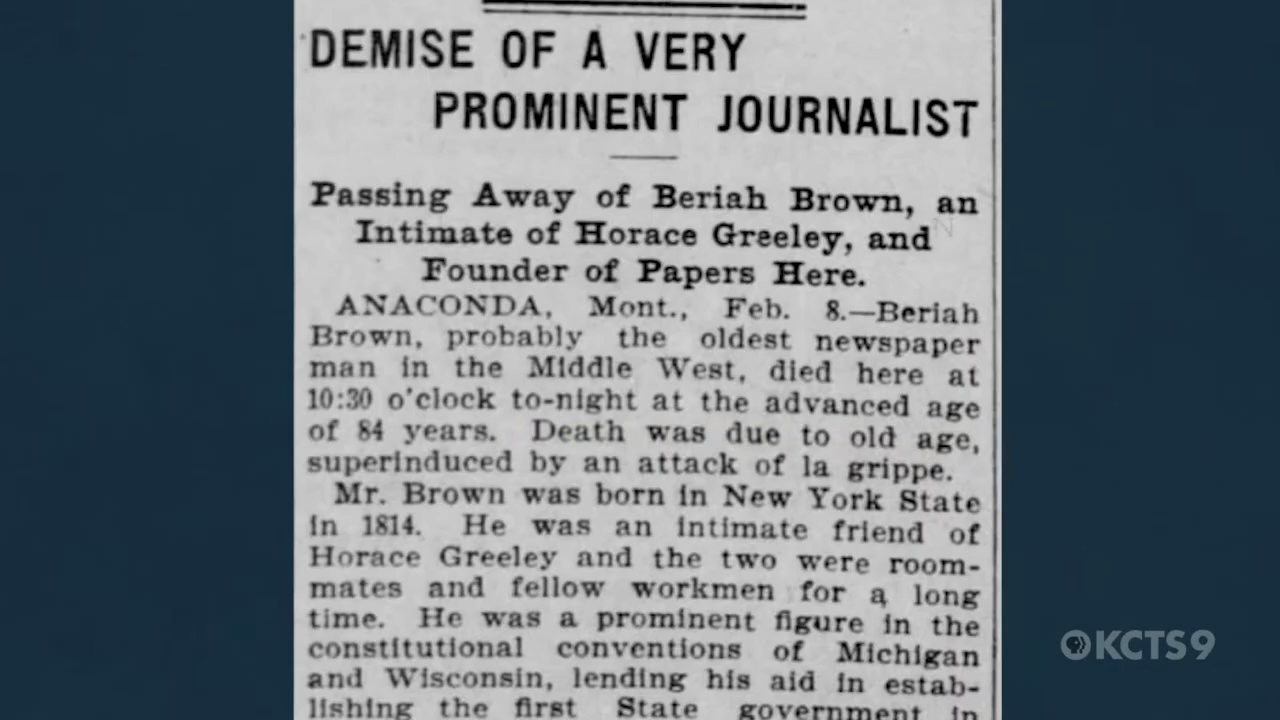 DEMISE OF A VERY
PROMINENT JOURNALIST
Passing Away of Beriah Brown, an
Intimate of Horace Greeley, and
Founder of Papers Here.
ANACONDA, Mont., Feb. 8.—Beriah
Brown, probably the oldest newspaper
man in the Middle West, died here at
10:30 o'clock to-night at the advanced age
of 84 years. Death was due to old age,
superinduced by an attack of la grippe.
Mr. Brown was born in New York State
in 1814. He was an intimate friend of
Horace Greeley and the two were room-
mates and fellow workmen for a long
time. He was a prominent figure in the
constitutional conventions of Michigan
and Wisconsin, lending his aid in estab-
lishing the first State government in
KCTS9